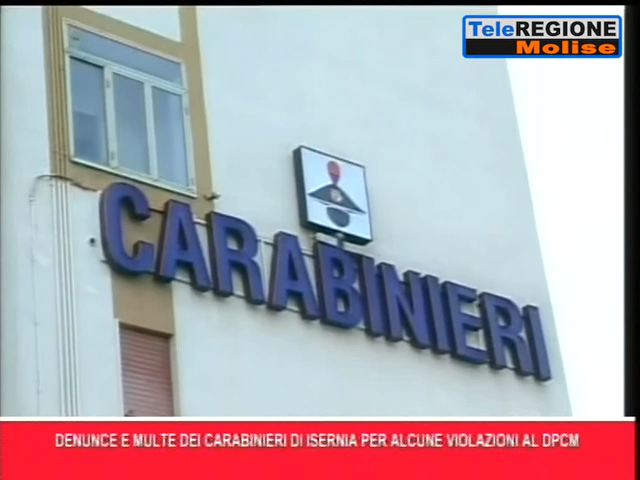 TeleREGIONE
Molise
CARABINIERI
DENUNCE E MULTE DEI CARABINIERI DI ISERNIA PER ALCUNE VIOLAZIONI AL DPCM